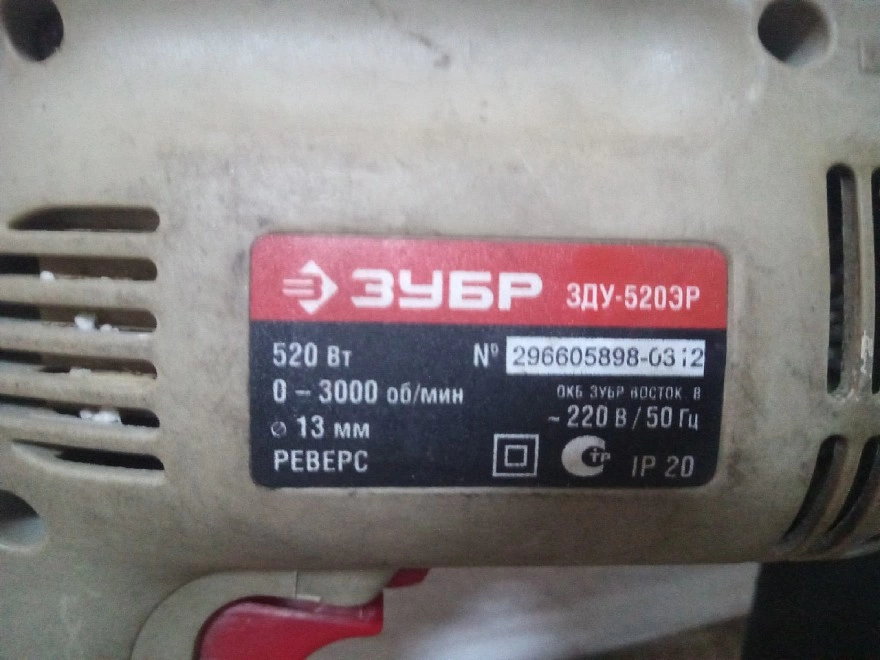 ЗУБР ЗДУ-520ЭР
520 Вт № 296605898-0312
0 – 3000 об/мин
ОКБ ЗУБР ВОСТОК В
⌀ 13 мм ~ 220 В / 50 Гц
РЕВЕРС IP 20